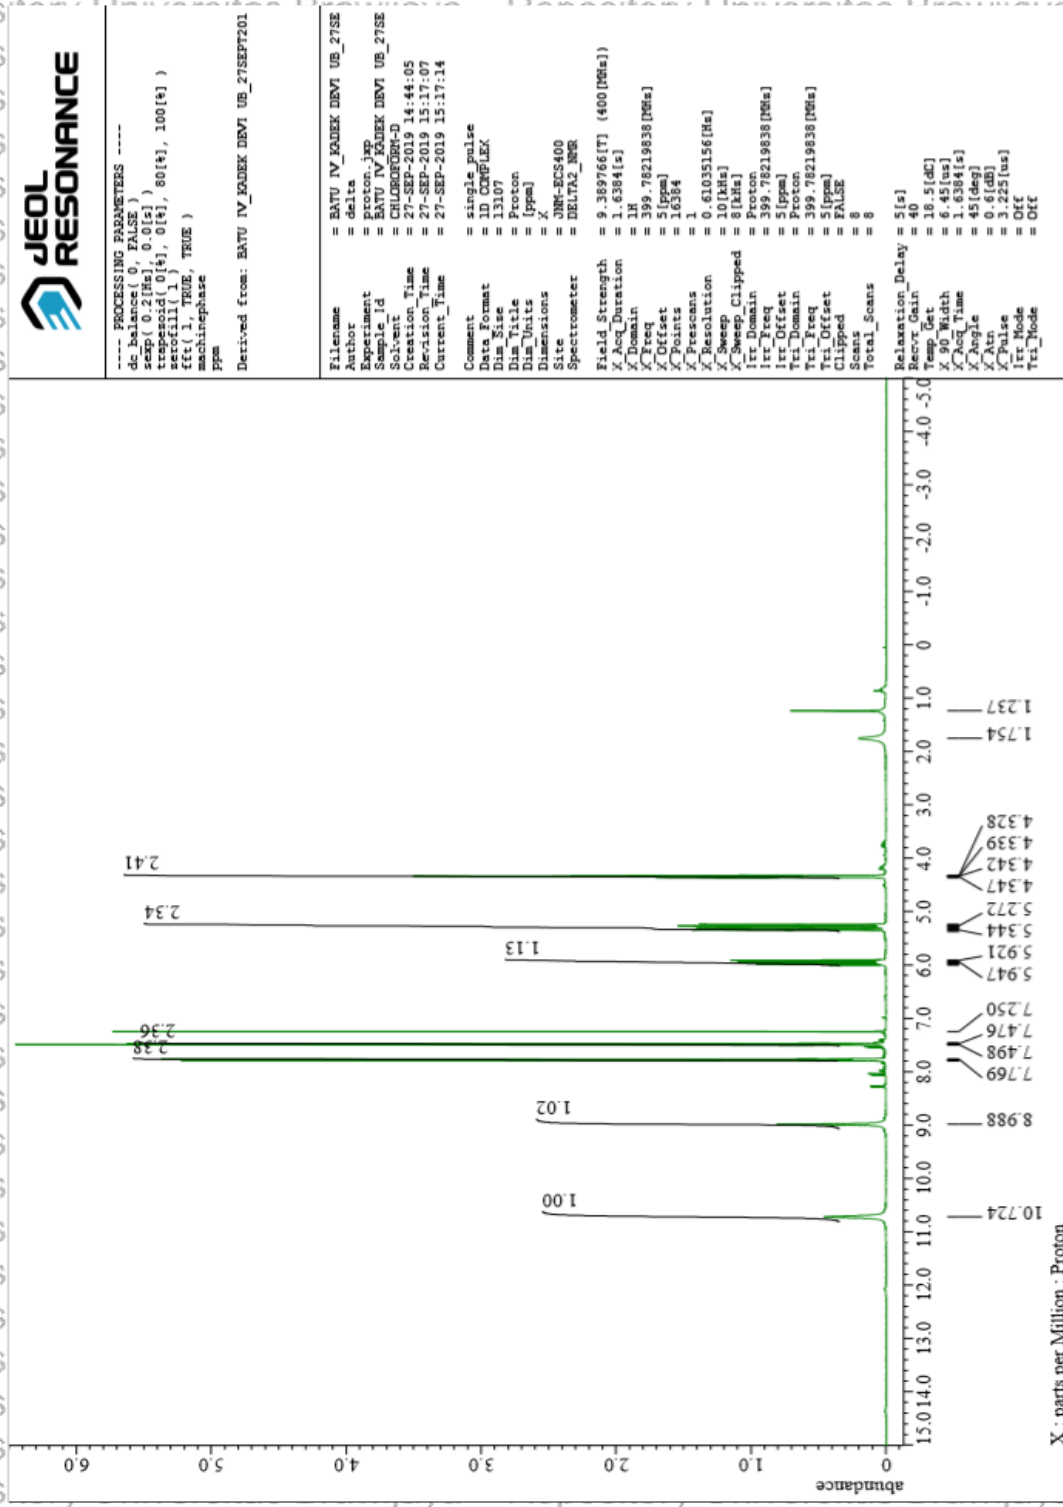 JEOL
RESONANCE
---- PROCESSING PARAMETERS ----
dc_balance( 0, FALSE )
sexp( 0.2[Hz], 0.0[s] )
trapezoid( 0[%], 0[%], 80[%], 100[%] )
zerofill( 1 )
fft( 1, TRUE, TRUE )
machinephase
ppm
Derived from: BATU IV_KADEK DEVI UB_27SEPT201
Filename = BATU IV_KADEK DEVI UB_27SE
Author = delta
Experiment = proton.jxp
Sample_Id = BATU IV_KADEK DEVI UB_27SE
Solvent = CHLOROFORM-D
Creation_Time = 27-SEP-2019 14:44:05
Revision_Time = 27-SEP-2019 15:17:07
Current_Time = 27-SEP-2019 15:17:14
Comment = single_pulse
Data_Format = 1D COMPLEX
Dim_Size = 13107
Dim_Title = Proton
Dim_Units = [ppm]
Dimensions = X
Site = JNM-ECS400
Spectrometer = DELTA2_NMR
Field_Strength = 9.389766[T] (400[MHz])
X_Acq_Duration = 1.6384[s]
X_Domain = 1H
X_Freq = 399.78219838[MHz]
X_Offset = 5[ppm]
X_Points = 16384
X_Prescans = 1
X_Resolution = 0.61035156[Hz]
X_Sweep = 10[kHz]
X_Sweep_Clipped = 8[kHz]
Irr_Domain = Proton
Irr_Freq = 399.78219838[MHz]
Irr_Offset = 5[ppm]
Tri_Domain = Proton
Tri_Freq = 399.78219838[MHz]
Tri_Offset = 5[ppm]
Clipped = FALSE
Scans = 8
Total_Scans = 8
Relaxation_Delay = 5[s]
Recvr_Gain = 40
Temp_Get = 18.5[dC]
X_90_Width = 6.45[us]
X_Acq_Time = 1.6384[s]
X_Angle = 45[deg]
X_Atn = 0.6[dB]
X_Pulse = 3.225[us]
Irr_Mode = Off
Tri_Mode = Off
abundance
0 1.0 2.0 3.0 4.0 5.0 6.0
1.00
1.02
2.38
2.36
1.13
2.34
2.41
15.0 14.0 13.0 12.0 11.0 10.0 9.0 8.0 7.0 6.0 5.0 4.0 3.0 2.0 1.0 0 -1.0 -2.0 -3.0 -4.0 -5.0
10.724
8.988
7.769
7.498
7.476
7.250
5.947
5.921
5.344
5.272
4.347
4.342
4.339
4.328
1.754
1.237
X : parts per Million : Proton